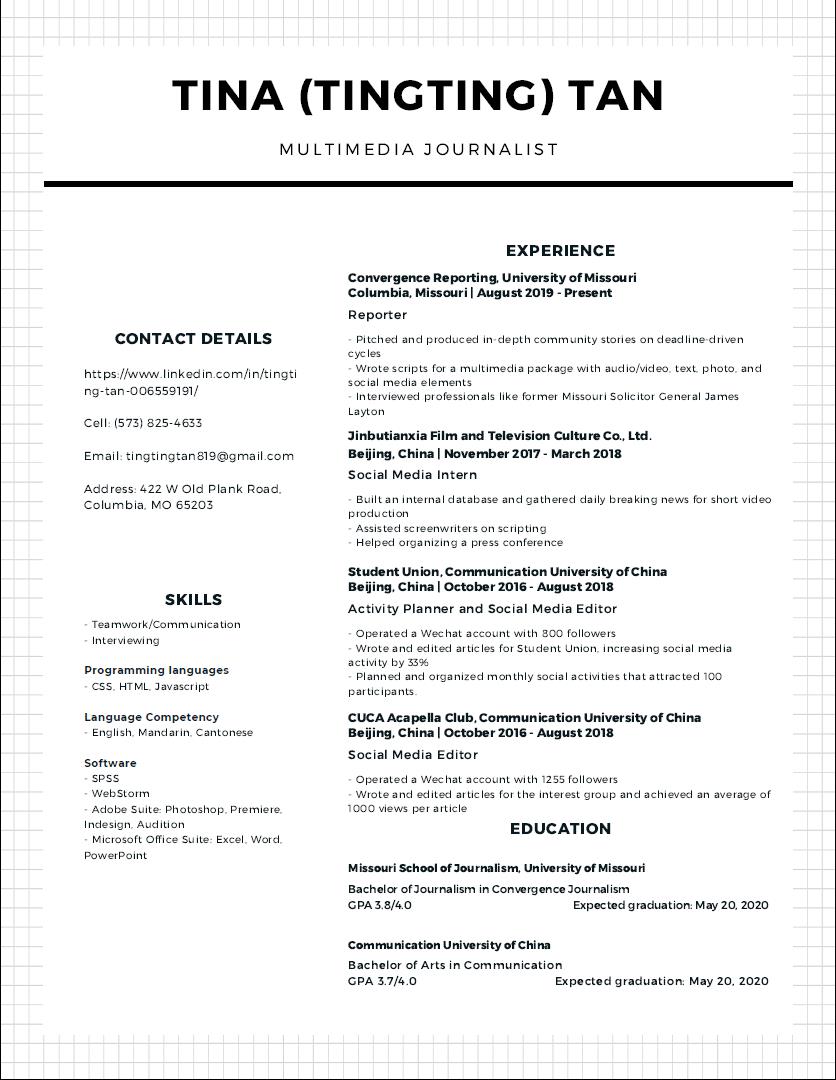 TINA (TINGTING) TAN
MULTIMEDIA JOURNALIST
CONTACT DETAILS
https://www.linkedin.com/in/tingti
ng-tan-006559191/
Cell: (573) 825-4633
Email: tingtingtan819@gmail.com
Address: 422 W Old Plank Road,
Columbia, MO 65203
SKILLS
- Teamwork/Communication
- Interviewing
Programming languages
- CSS, HTML, Javascript
Language Competency
- English, Mandarin, Cantonese
Software
- SPSS
- WebStorm
- Adobe Suite: Photoshop, Premiere,
Indesign, Audition
- Microsoft Office Suite: Excel, Word,
PowerPoint
EXPERIENCE
Convergence Reporting, University of Missouri
Columbia, Missouri | August 2019 - Present
Reporter
- Pitched and produced in-depth community stories on deadline-driven
cycles
- Wrote scripts for a multimedia package with audio/video, text, photo, and
social media elements
- Interviewed professionals like former Missouri Solicitor General James
Layton
Jinbutianxia Film and Television Culture Co., Ltd.
Beijing, China | November 2017 - March 2018
Social Media Intern
- Built an internal database and gathered daily breaking news for short video
production
- Assisted screenwriters on scripting
- Helped organizing a press conference
Student Union, Communication University of China
Beijing, China | October 2016 - August 2018
Activity Planner and Social Media Editor
- Operated a Wechat account with 800 followers
- Wrote and edited articles for Student Union, increasing social media
activity by 33%
- Planned and organized monthly social activities that attracted 100
participants.
CUCA Acapella Club, Communication University of China
Beijing, China | October 2016 - August 2018
Social Media Editor
- Operated a Wechat account with 1255 followers
- Wrote and edited articles for the interest group and achieved an average of
1000 views per article
EDUCATION
Missouri School of Journalism, University of Missouri
Bachelor of Journalism in Convergence Journalism
GPA 3.8/4.0 Expected graduation: May 20, 2020
Communication University of China
Bachelor of Arts in Communication
GPA 3.7/4.0 Expected graduation: May 20, 2020